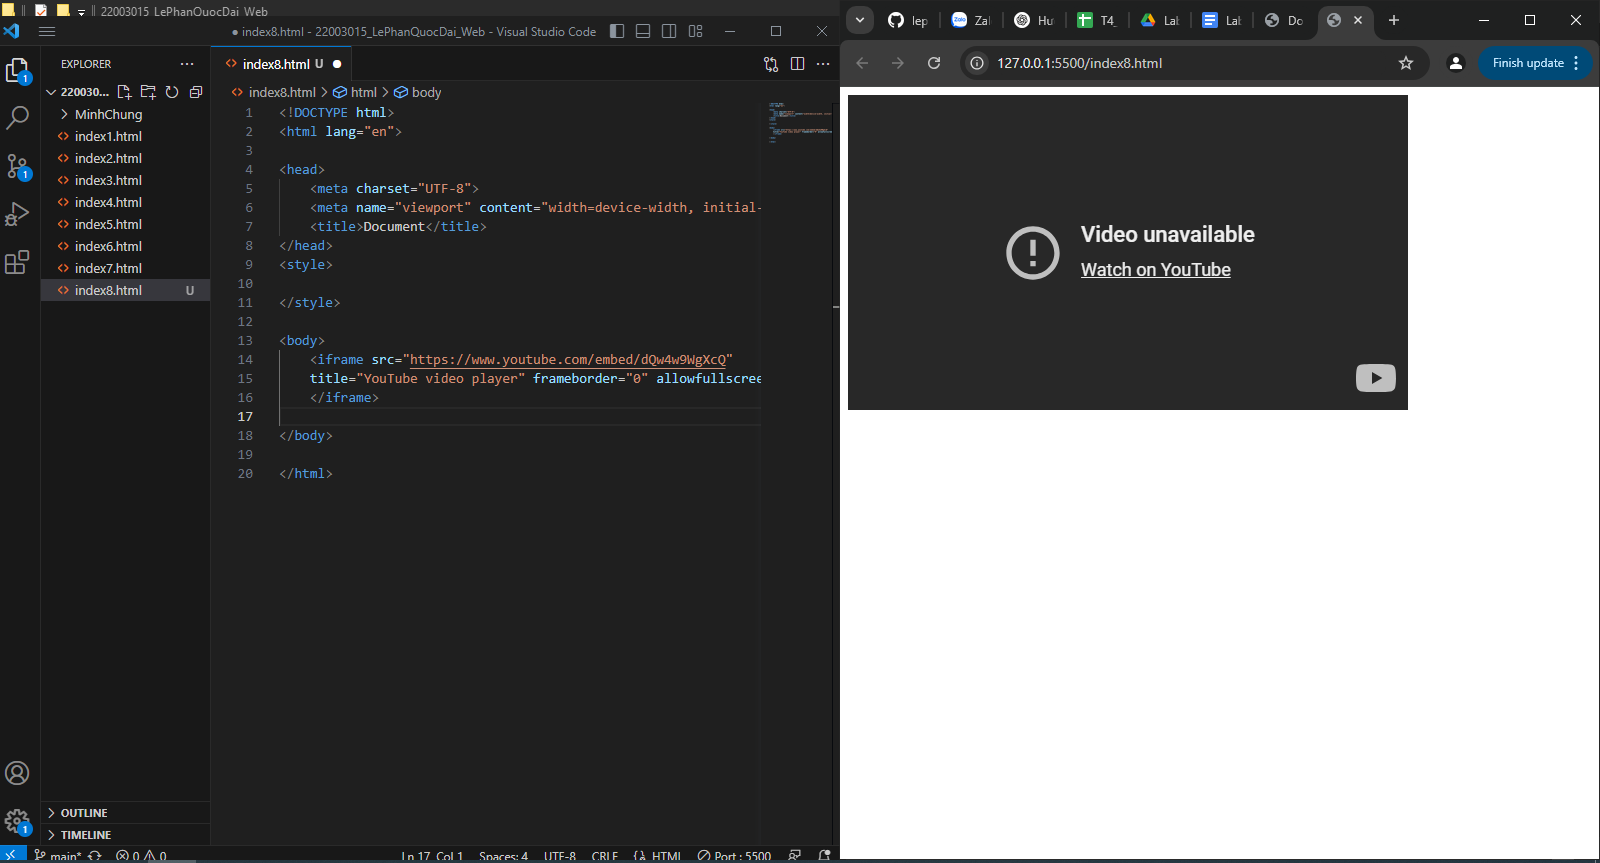 22003015_LePhanQuocDai_Web
● index8.html - 22003015_LePhanQuocDai_Web - Visual Studio Code
EXPLORER
220030...
MinhChung
index1.html
index2.html
index3.html
index4.html
index5.html
index6.html
index7.html
index8.html U
OUTLINE
TIMELINE
1
1
1
index8.html U ●
index8.html > html > body
1 <!DOCTYPE html>
2 <html lang="en">
3
4 <head>
5 <meta charset="UTF-8">
6 <meta name="viewport" content="width=device-width, initial-
7 <title>Document</title>
8 </head>
9 <style>
10
11 </style>
12
13 <body>
14 <iframe src="https://www.youtube.com/embed/dQw4w9WgXcQ"
15 title="YouTube video player" frameborder="0" allowfullscree
16 </iframe>
17
18 </body>
19
20 </html>
main* 0 0 Ln 17, Col 1 Spaces: 4 UTF-8 CRLF {} HTML Port : 5500
lep Zal Hu T4_ Lab Lab Do
127.0.0.1:5500/index8.html
Finish update
Video unavailable
Watch on YouTube